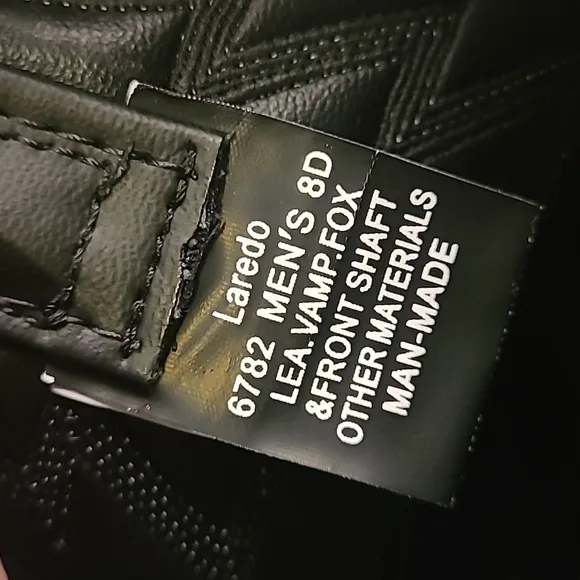 Laredo
6782 MEN'S 8D
LEA.VAMP.FOX
&FRONT SHAFT
OTHER MATERIALS
MAN-MADE